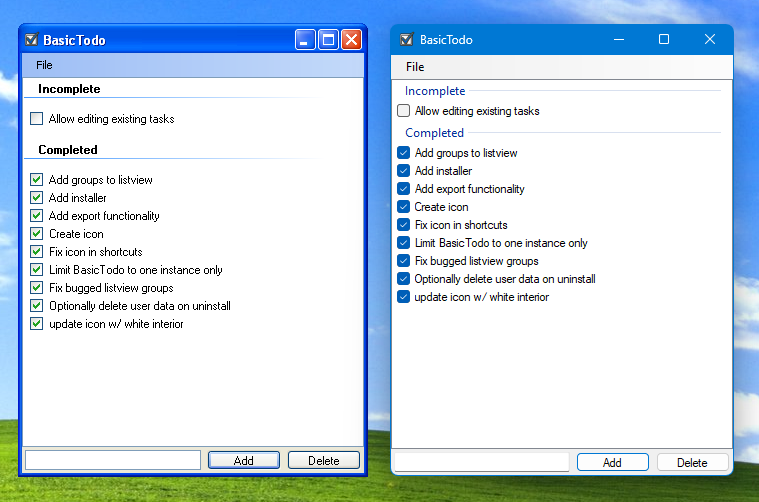 BasicTodo
File
Incomplete
Allow editing existing tasks
Completed
Add groups to listview
Add installer
Add export functionality
Create icon
Fix icon in shortcuts
Limit BasicTodo to one instance only
Fix bugged listview groups
Optionally delete user data on uninstall
update icon w/ white interior
Add
Delete
BasicTodo
File
Incomplete
Allow editing existing tasks
Completed
Add groups to listview
Add installer
Add export functionality
Create icon
Fix icon in shortcuts
Limit BasicTodo to one instance only
Fix bugged listview groups
Optionally delete user data on uninstall
update icon w/ white interior
Add
Delete